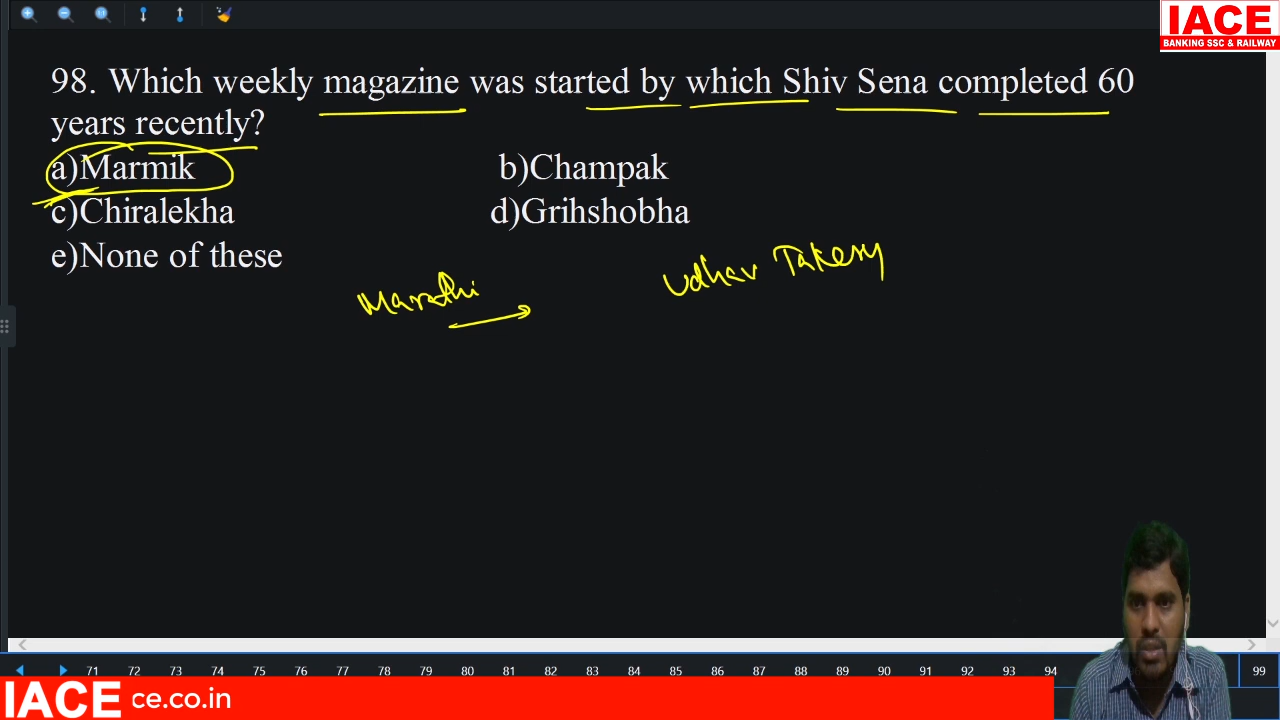 IACE
BANKING SSC & RAILWAY
98. Which weekly magazine was started by which Shiv Sena completed 60
years recently?
a)Marmik
b)Champak
c)Chiralekha
d)Grihshobha
e)None of these
Marathi
Udhav Takery
71 72 73 74 75 76 77 78 79 80 81 82 83 84 85 86 87 88 89 90 91 92 93 94 99
IACE ce.co.in